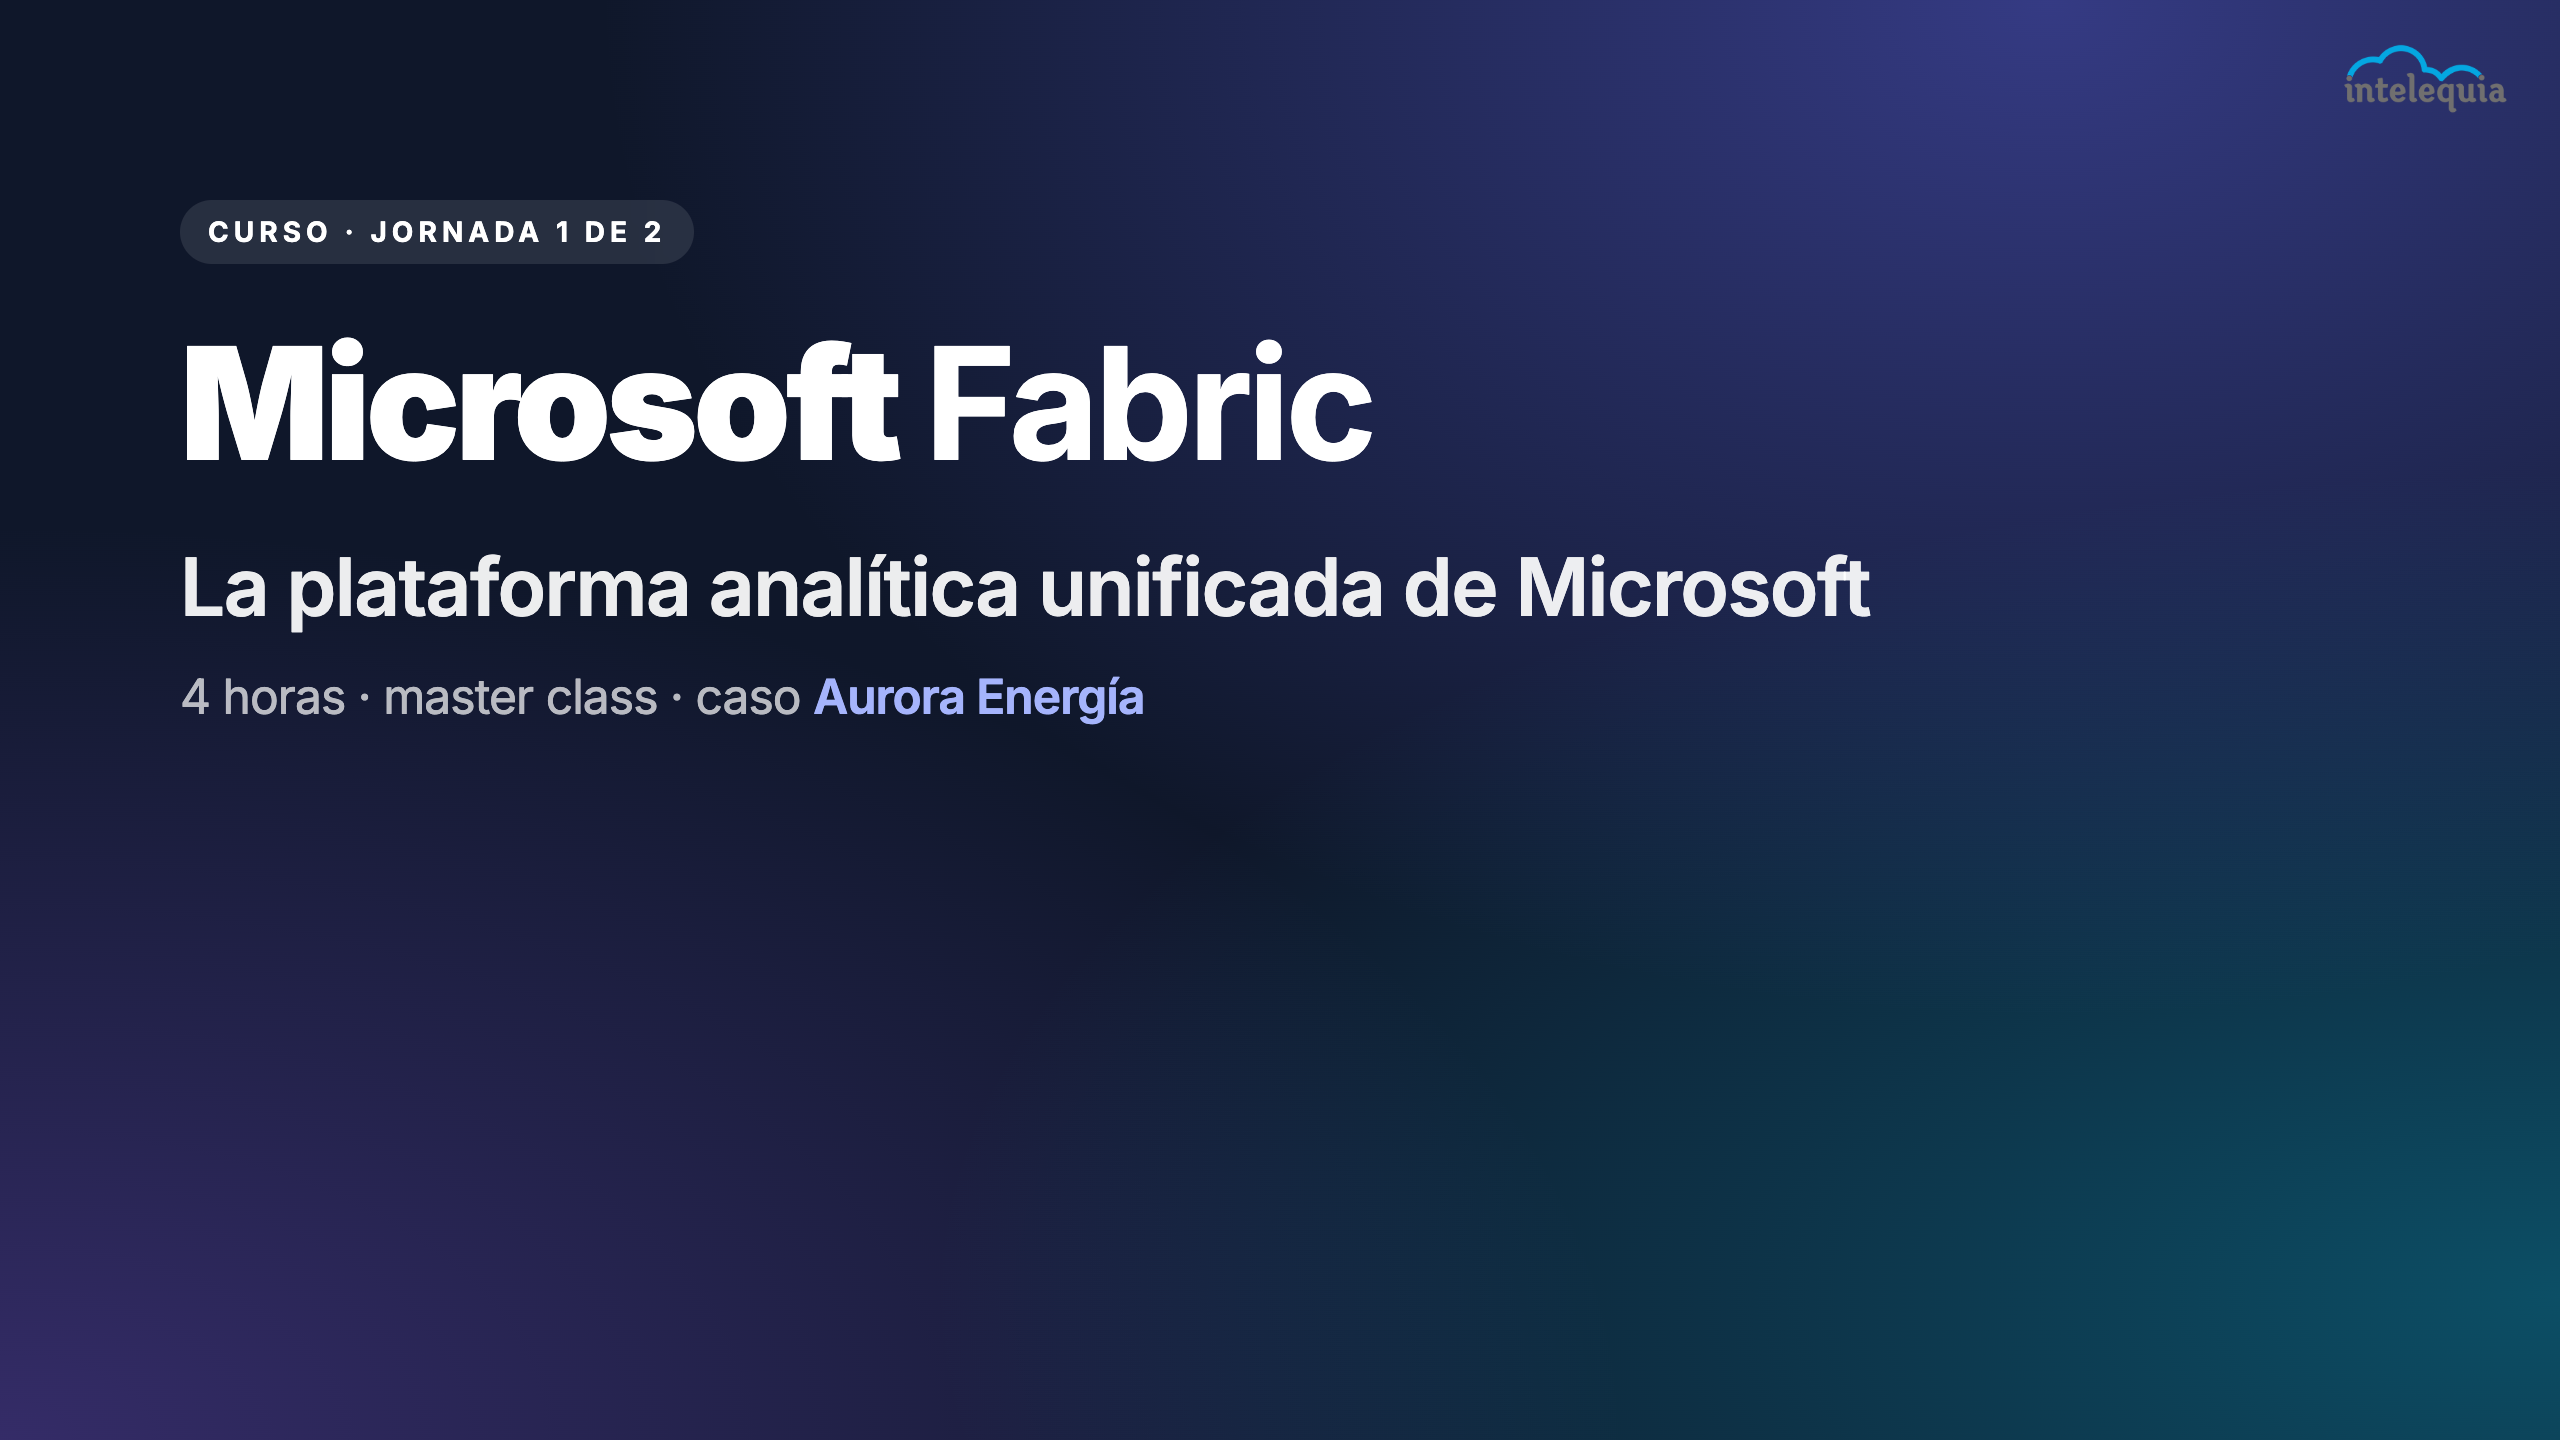 intelequia
CURSO · JORNADA 1 DE 2
Microsoft Fabric
La plataforma analítica unificada de Microsoft
4 horas · master class · caso Aurora Energía